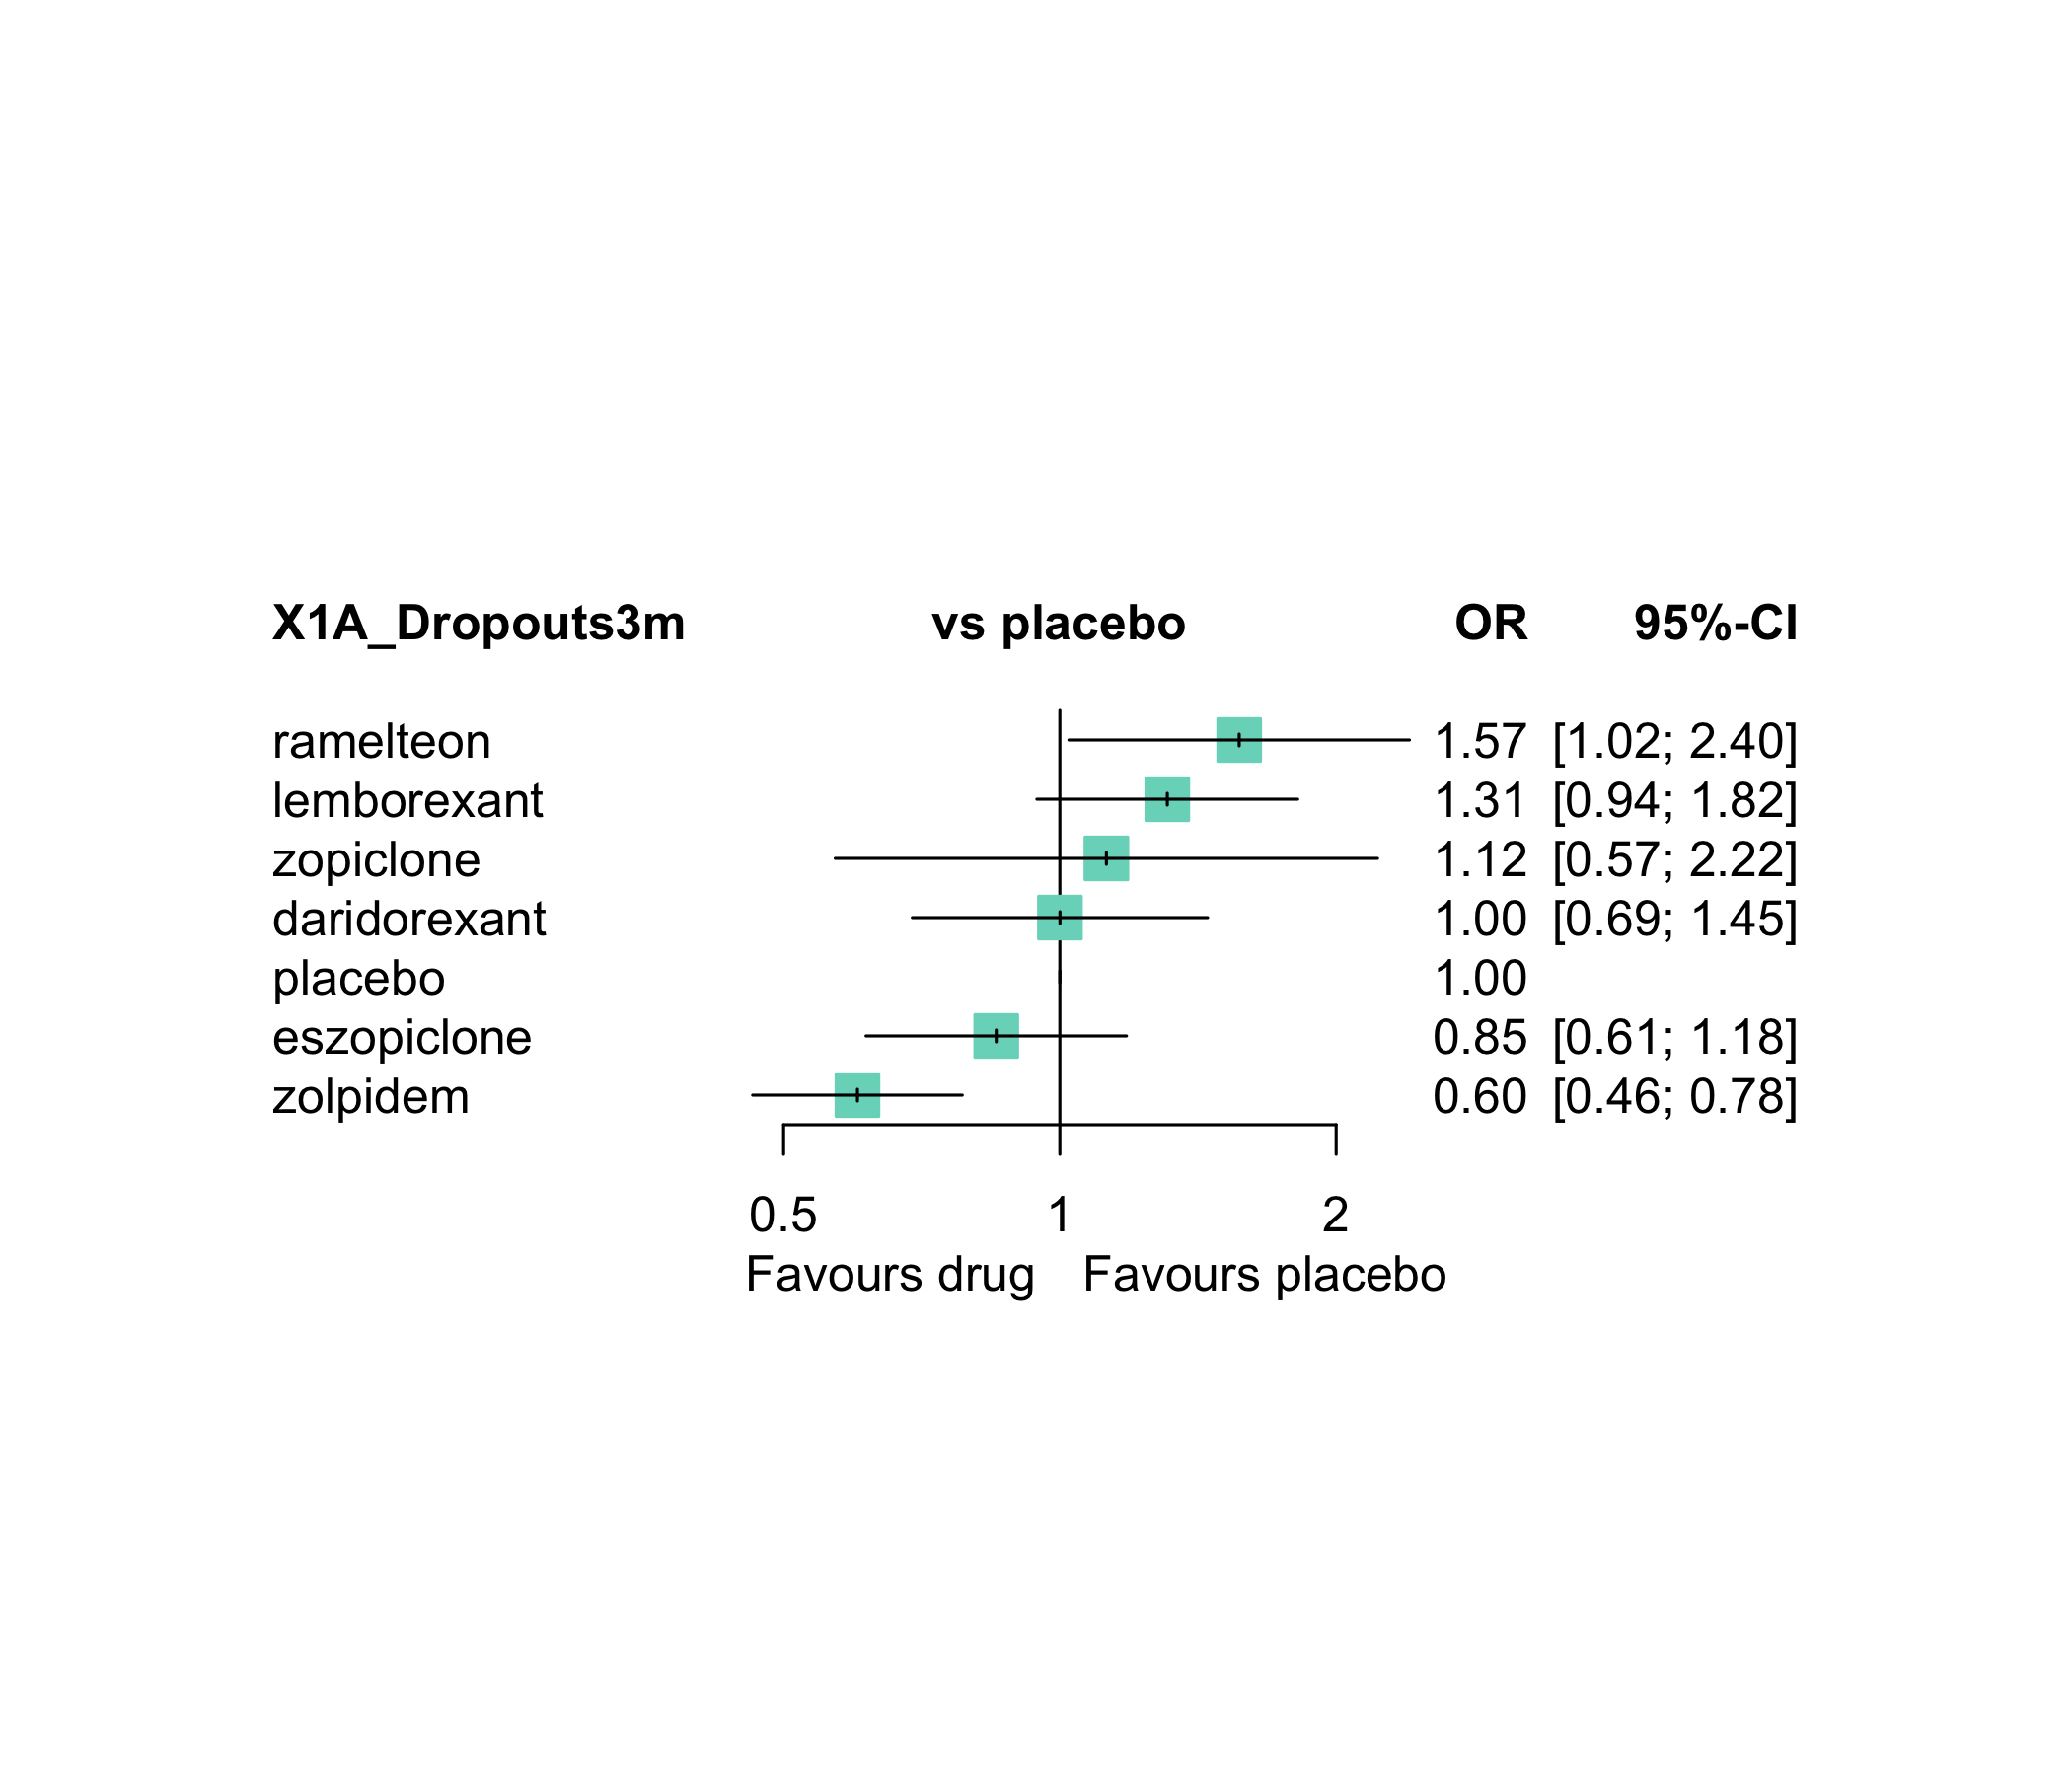 X1A_Dropouts3m vs placebo OR 95%-CI
ramelteon 1.57 [1.02; 2.40]
lemborexant 1.31 [0.94; 1.82]
zopiclone 1.12 [0.57; 2.22]
daridorexant 1.00 [0.69; 1.45]
placebo 1.00
eszopiclone 0.85 [0.61; 1.18]
zolpidem 0.60 [0.46; 0.78]
0.5 1 2
Favours drug Favours placebo